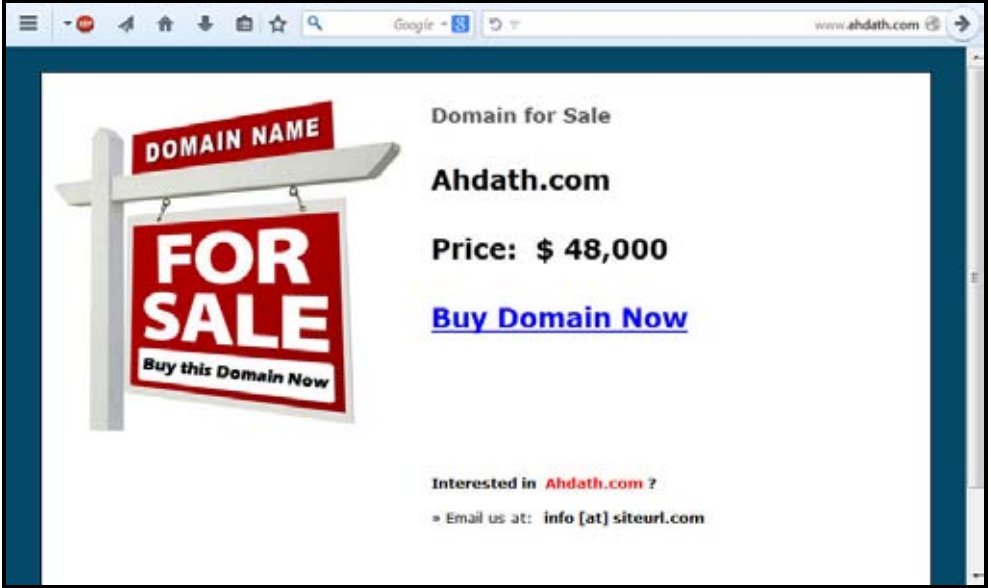 Google
8
www.ahdath.com
DOMAIN NAME
FOR
SALE
Buy this Domain Now
Domain for Sale
Ahdath.com
Price: $ 48,000
Buy Domain Now
Interested in Ahdath.com ?
» Email us at: info [at] siteurl.com